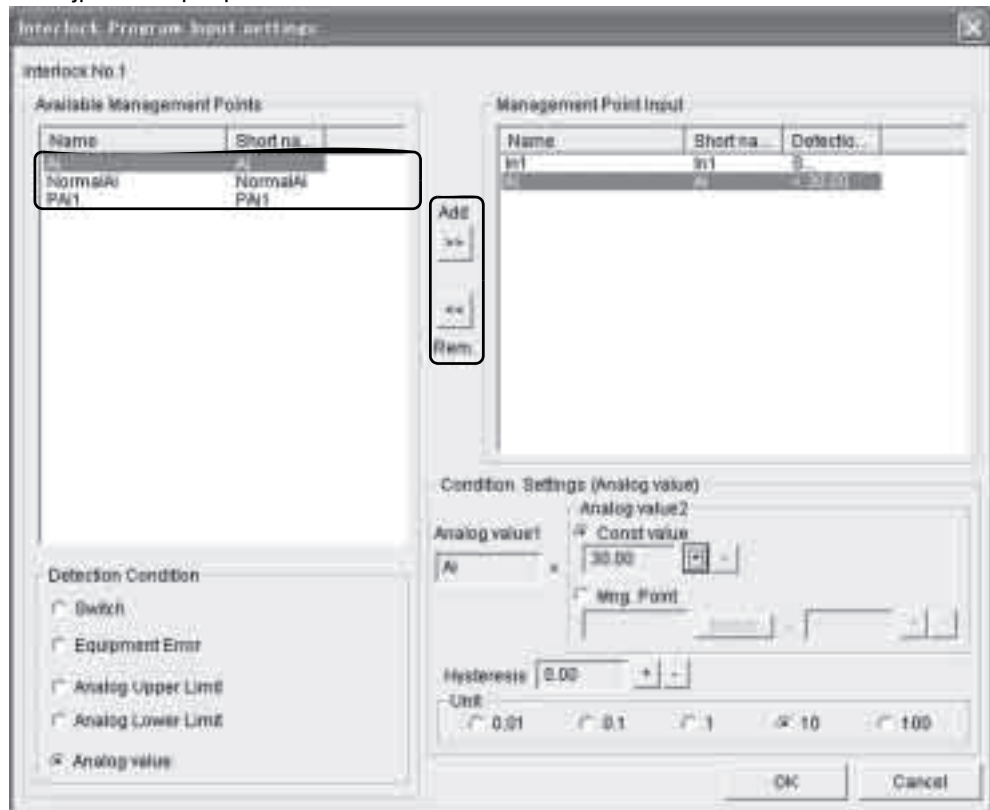 Interlock Program Input settings
Interlock No.1
Available Management Points
Name Short na...
Ai Ai
NormalAi NormalAi
PAi1 PAi1
Add
>>
<<
Rem.
Management Point Input
Name Short na... Detectio...
In1 In1 S...
Ai Ai 30.00
Detection Condition
Switch
Equipment Error
Analog Upper Limit
Analog Lower Limit
Analog value
Condition Settings (Analog value)
Analog value1
Ai
Analog value2
Const value
30.00 + -
Mng. Point
- + -
Hysteresis 0.00 + -
Unit
0.01 0.1 1 10 100
OK Cancel